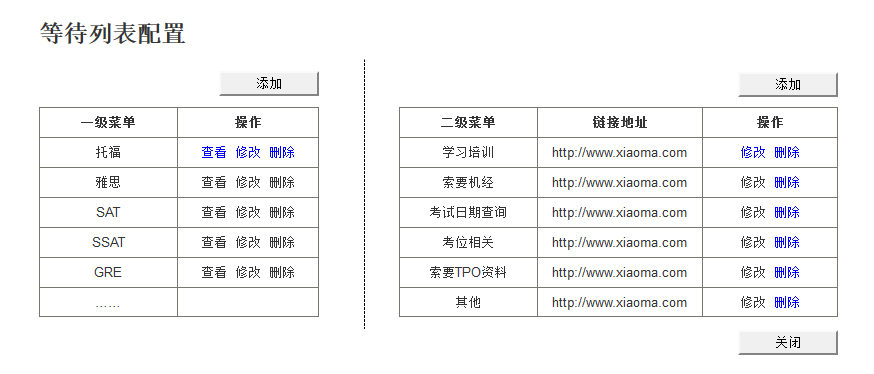 等待列表配置
添加
一级菜单 操作
托福 查看 修改 删除
雅思 查看 修改 删除
SAT 查看 修改 删除
SSAT 查看 修改 删除
GRE 查看 修改 删除
……
添加
二级菜单 链接地址 操作
学习培训 http://www.xiaoma.com 修改 删除
索要机经 http://www.xiaoma.com 修改 删除
考试日期查询 http://www.xiaoma.com 修改 删除
考位相关 http://www.xiaoma.com 修改 删除
索要TPO资料 http://www.xiaoma.com 修改 删除
其他 http://www.xiaoma.com 修改 删除
关闭